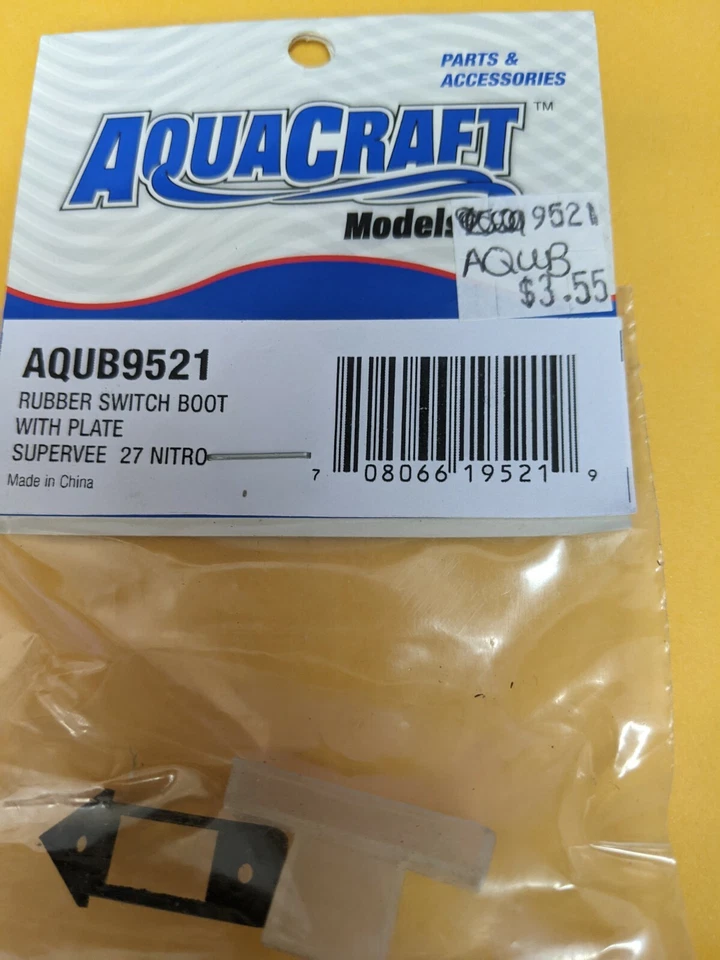 PARTS &
ACCESSORIES
AQUACRAFT™
Models
9521
AQUB
$3.55
AQUB9521
RUBBER SWITCH BOOT
WITH PLATE
SUPERVEE 27 NITRO
Made in China
7 08066 19521 9